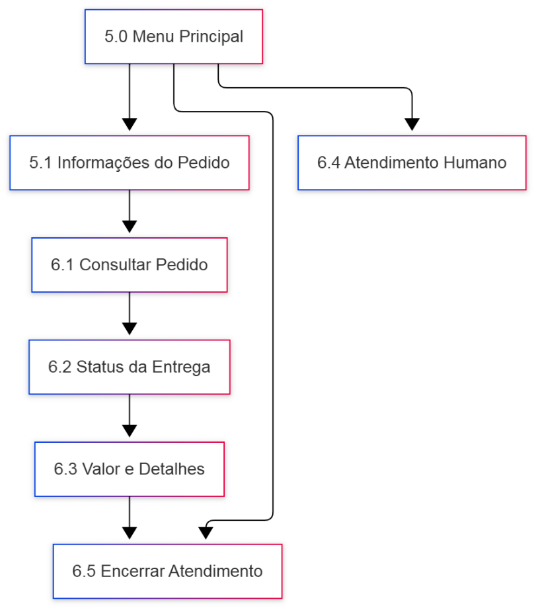 5.0 Menu Principal
5.1 Informações do Pedido
6.4 Atendimento Humano
6.1 Consultar Pedido
6.2 Status da Entrega
6.3 Valor e Detalhes
6.5 Encerrar Atendimento